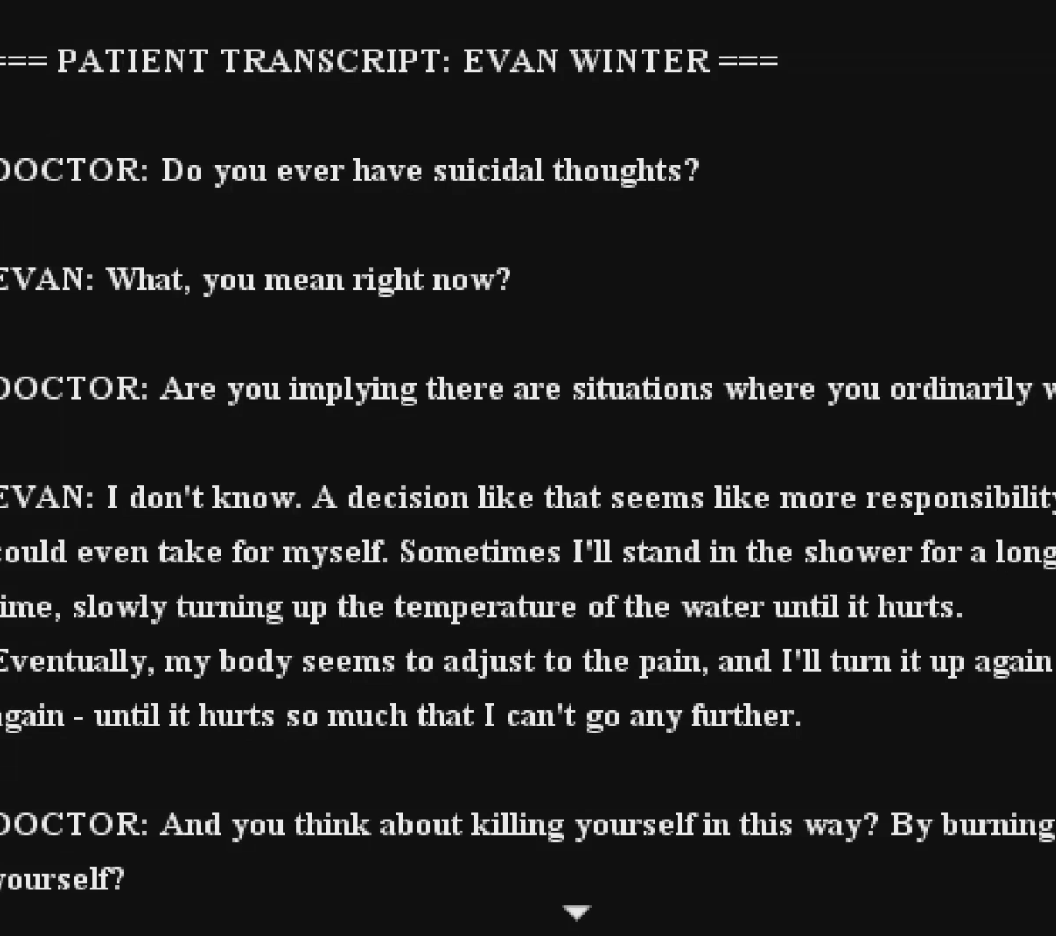 === PATIENT TRANSCRIPT: EVAN WINTER ===
DOCTOR: Do you ever have suicidal thoughts?
EVAN: What, you mean right now?
DOCTOR: Are you implying there are situations where you ordinarily w
EVAN: I don't know. A decision like that seems like more responsibility
could even take for myself. Sometimes I'll stand in the shower for a long
time, slowly turning up the temperature of the water until it hurts.
Eventually, my body seems to adjust to the pain, and I'll turn it up again
again - until it hurts so much that I can't go any further.
DOCTOR: And you think about killing yourself in this way? By burning
yourself?